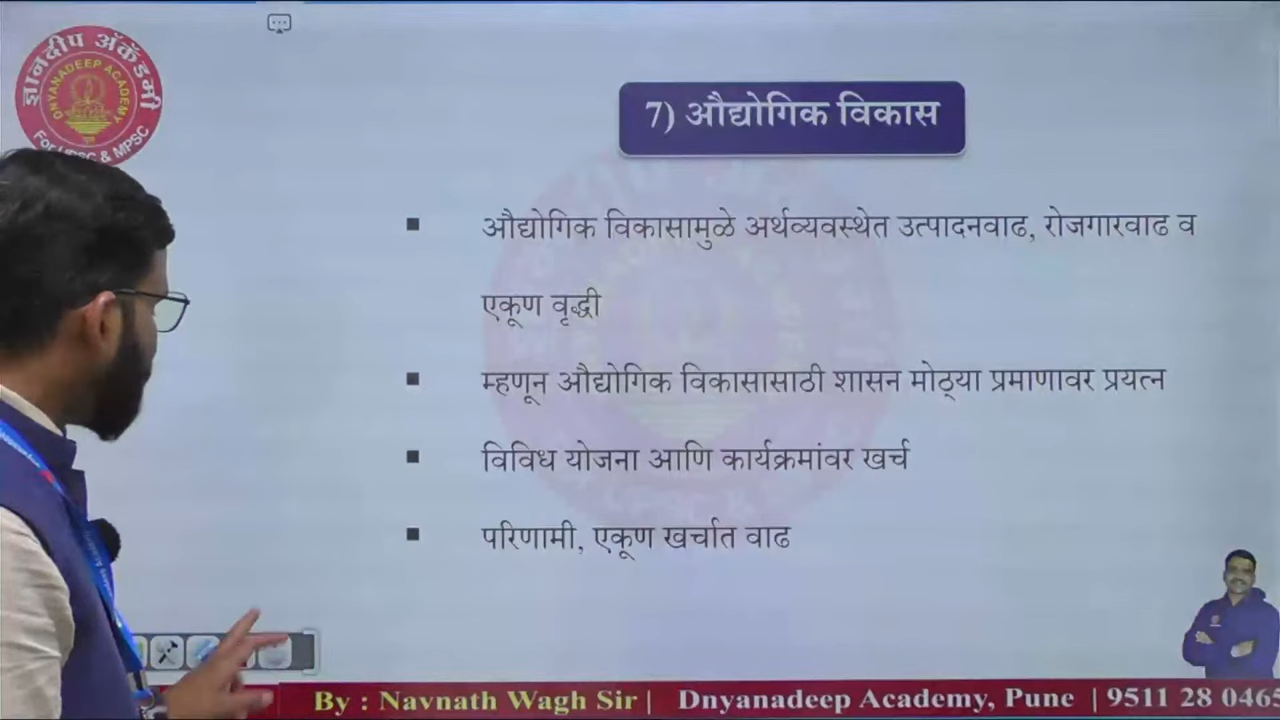 ज्ञानदीप अॅकॅडमी
DNYANADEEP ACADEMY
For UPSC & MPSC
7) औद्योगिक विकास
▪ औद्योगिक विकासामुळे अर्थव्यवस्थेत उत्पादनवाढ, रोजगारवाढ व
एकूण वृद्धी
▪ म्हणून औद्योगिक विकासासाठी शासन मोठ्या प्रमाणावर प्रयत्न
▪ विविध योजना आणि कार्यक्रमांवर खर्च
▪ परिणामी, एकूण खर्चात वाढ
By : Navnath Wagh Sir | Dnyanadeep Academy, Pune | 9511 28 0465